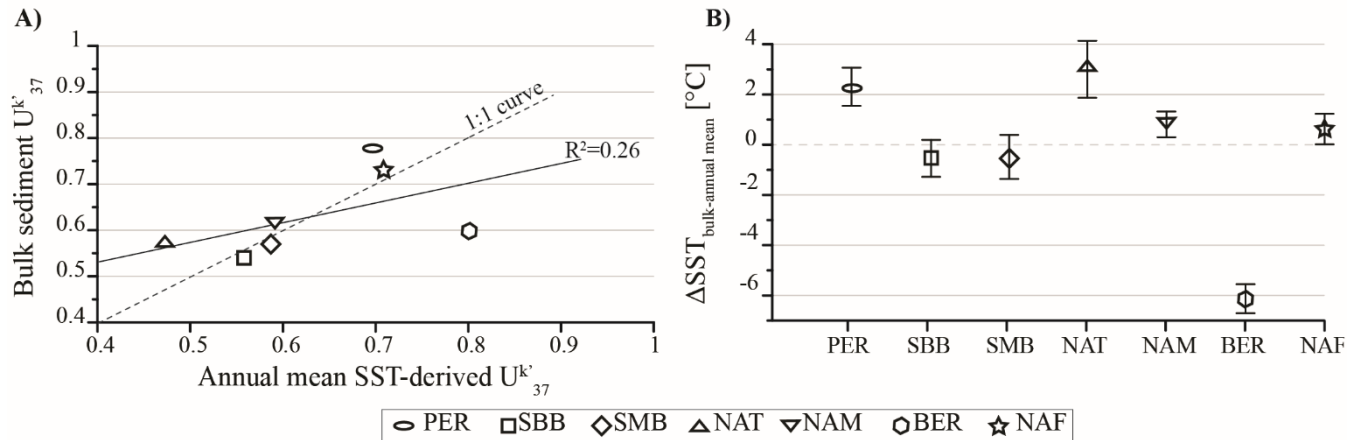 A)
1
0.9
0.8
0.7
0.6
0.5
0.4
Bulk sediment U^k'_37
1:1 curve
R²=0.26
0.4 0.5 0.6 0.7 0.8 0.9 1
Annual mean SST-derived U^k'_37
B)
4
2
0
-2
-4
-6
ΔSST_bulk-annual mean [°C]
PER SBB SMB NAT NAM BER NAF
PER SBB SMB NAT NAM BER NAF